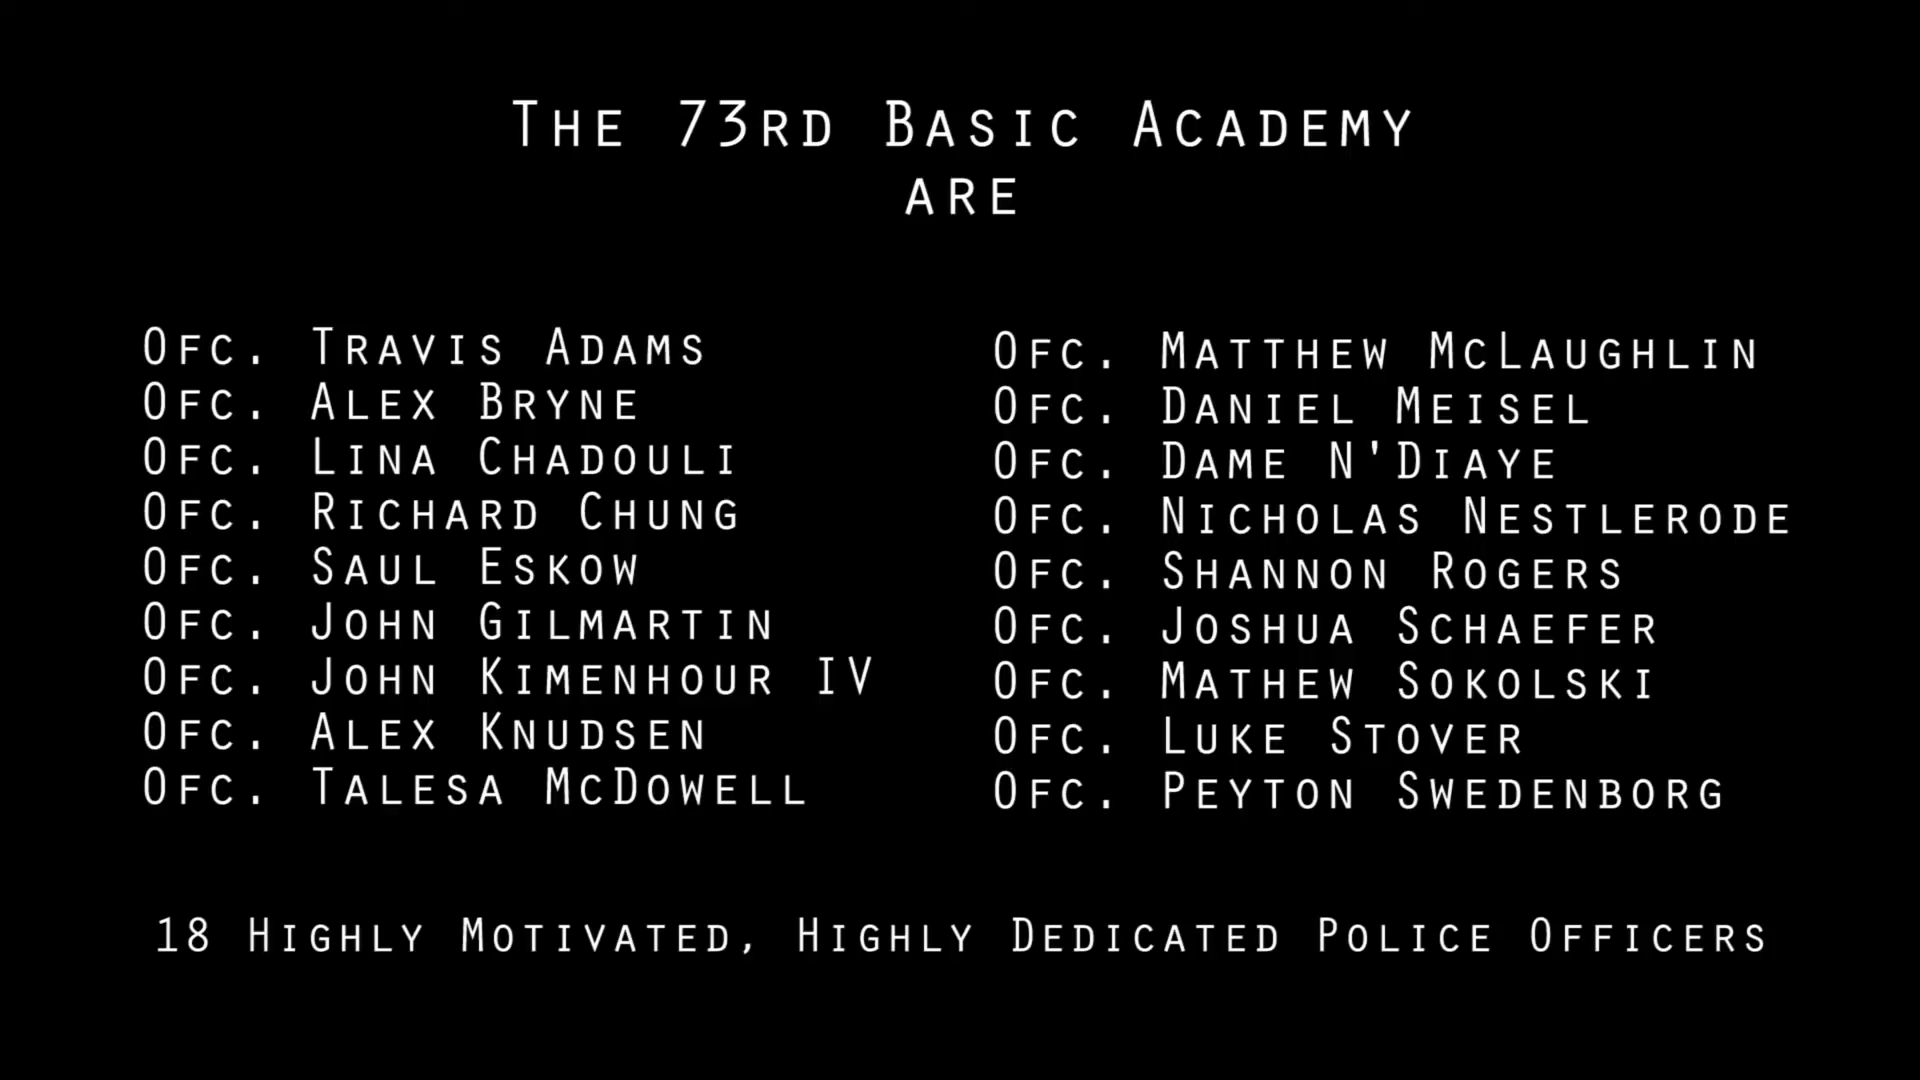 The 73rd Basic Academy
are
Ofc. Travis Adams
Ofc. Alex Bryne
Ofc. Lina Chadouli
Ofc. Richard Chung
Ofc. Saul Eskow
Ofc. John Gilmartin
Ofc. John Kimenhour IV
Ofc. Alex Knudsen
Ofc. Talesa McDowell
Ofc. Matthew McLaughlin
Ofc. Daniel Meisel
Ofc. Dame N'Diaye
Ofc. Nicholas Nestlerode
Ofc. Shannon Rogers
Ofc. Joshua Schaefer
Ofc. Mathew Sokolski
Ofc. Luke Stover
Ofc. Peyton Swedenborg
18 Highly Motivated, Highly Dedicated Police Officers